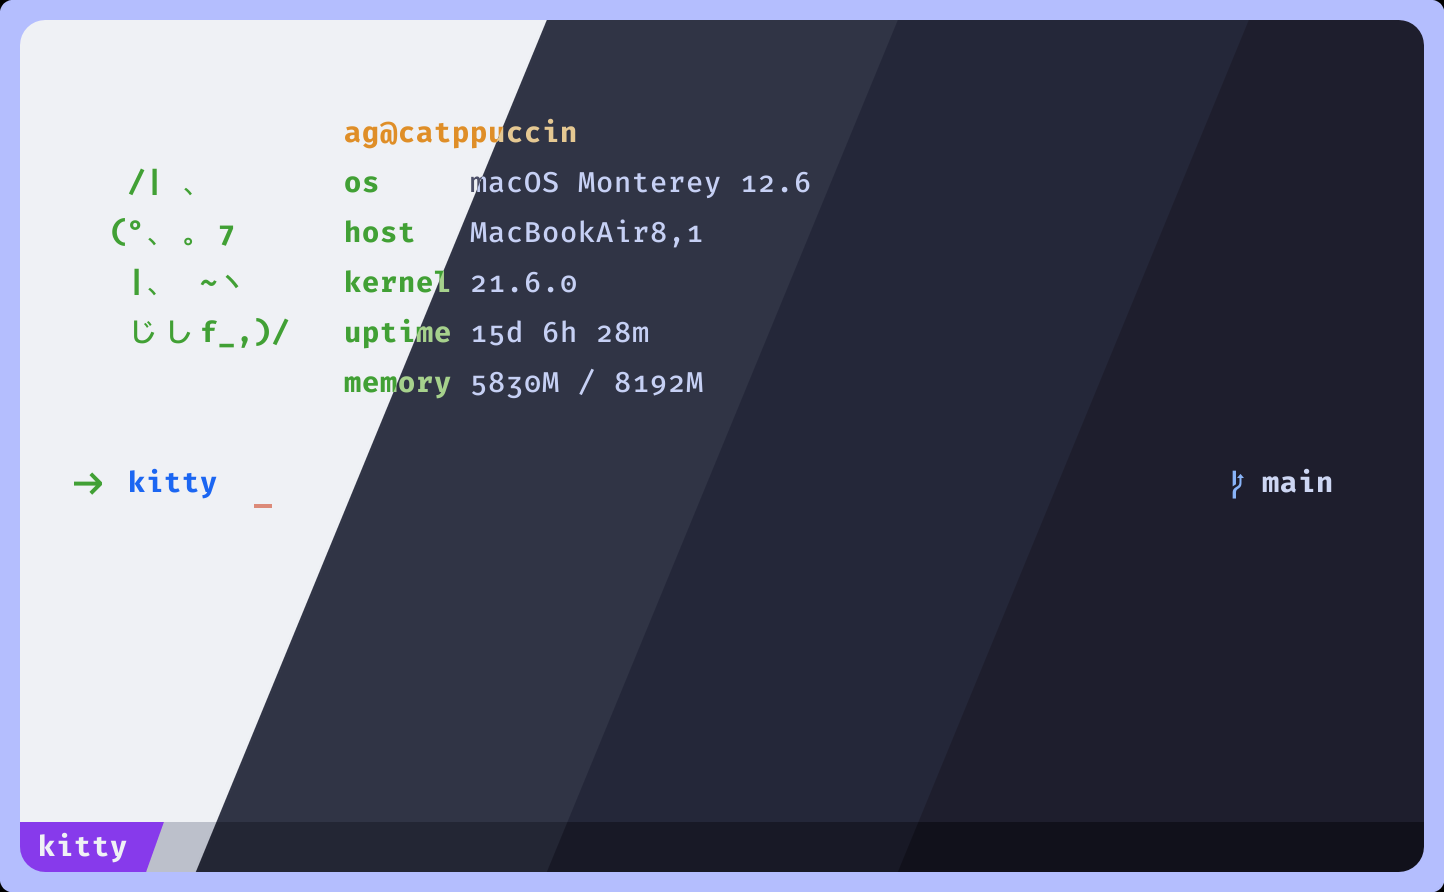 ag@catppuccin
/| 、 os macOS Monterey 12.6
(°、。7 host MacBookAir8,1
|、 ~ヽ kernel 21.6.0
じしf_,)/ uptime 15d 6h 28m
memory 5830M / 8192M
→ kitty _ main
kitty